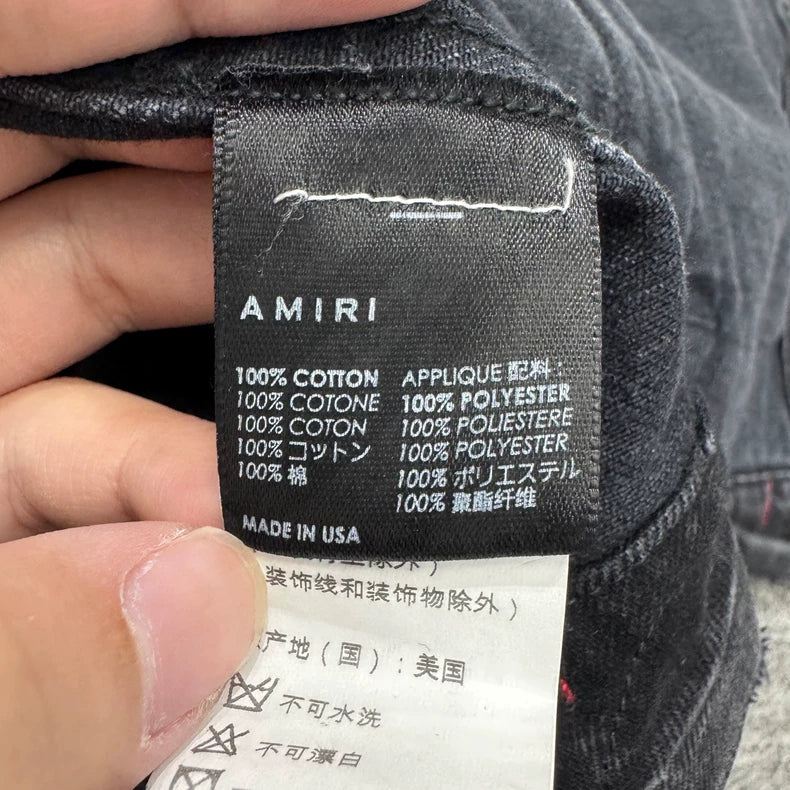 AMIRI
100% COTTON
100% COTONE
100% COTON
100% コットン
100% 棉
APPLIQUE 配料：
100% POLYESTER
100% POLIESTERE
100% POLYESTER
100% ポリエステル
100% 聚酯纤维
MADE IN USA
除外）
装饰线和装饰物除外）
产地（国）：美国
不可水洗
不可漂白